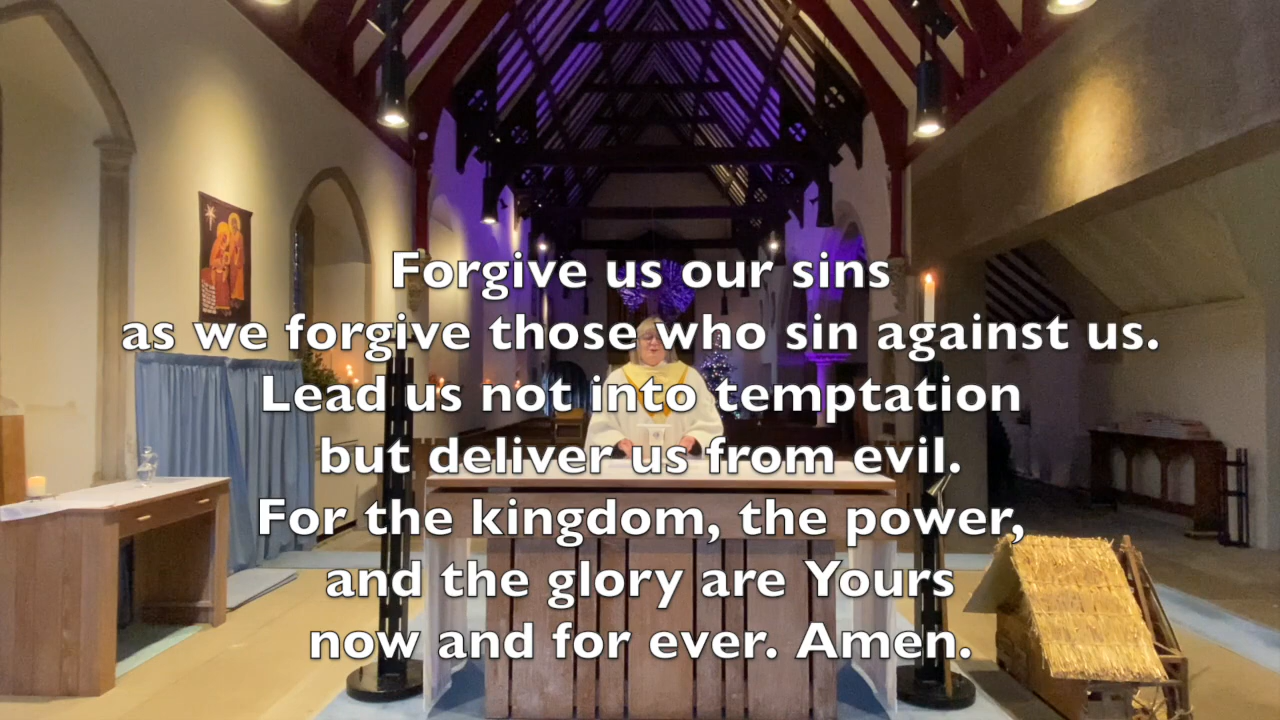 Forgive us our sins
as we forgive those who sin against us.
Lead us not into temptation
but deliver us from evil.
For the kingdom, the power,
and the glory are Yours
now and for ever. Amen.